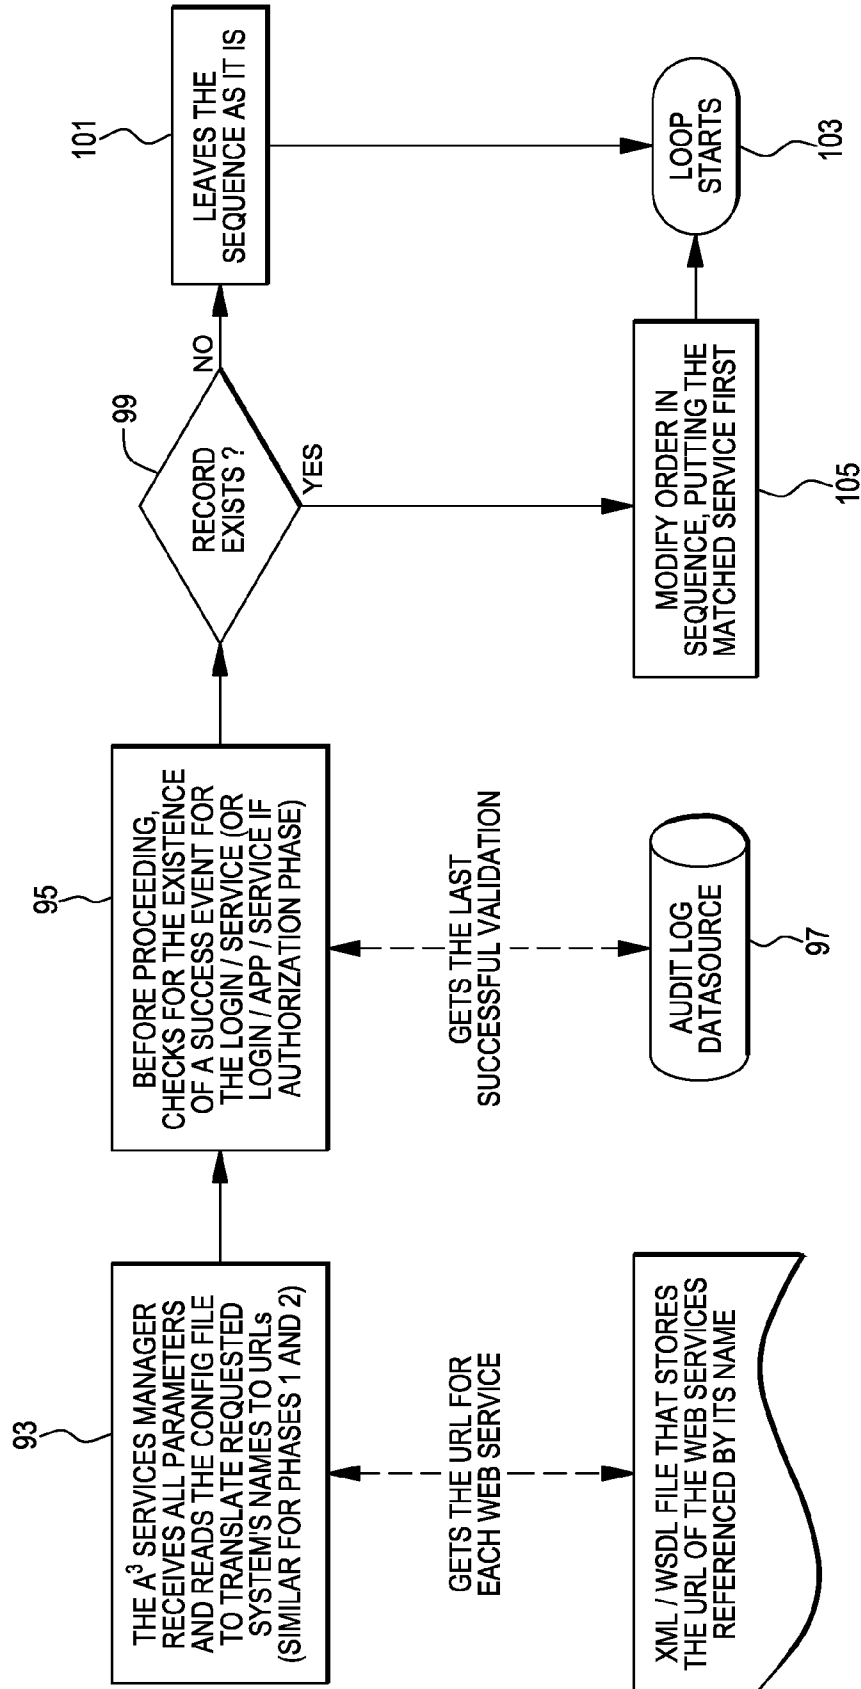 93
THE A³ SERVICES MANAGER
RECEIVES ALL PARAMETERS
AND READS THE CONFIG FILE
TO TRANSLATE REQUESTED
SYSTEM'S NAMES TO URLs
(SIMILAR FOR PHASES 1 AND 2)
GETS THE URL FOR
EACH WEB SERVICE
XML / WSDL FILE THAT STORES
THE URL OF THE WEB SERVICES
REFERENCED BY ITS NAME
95
BEFORE PROCEEDING,
CHECKS FOR THE EXISTENCE
OF A SUCCESS EVENT FOR
THE LOGIN / SERVICE (OR
LOGIN / APP / SERVICE IF
AUTHORIZATION PHASE)
GETS THE LAST
SUCCESSFUL VALIDATION
AUDIT LOG
DATASOURCE
97
99
RECORD
EXISTS ?
NO
YES
101
LEAVES THE
SEQUENCE AS IT IS
MODIFY ORDER IN
SEQUENCE, PUTTING THE
MATCHED SERVICE FIRST
105
LOOP
STARTS
103